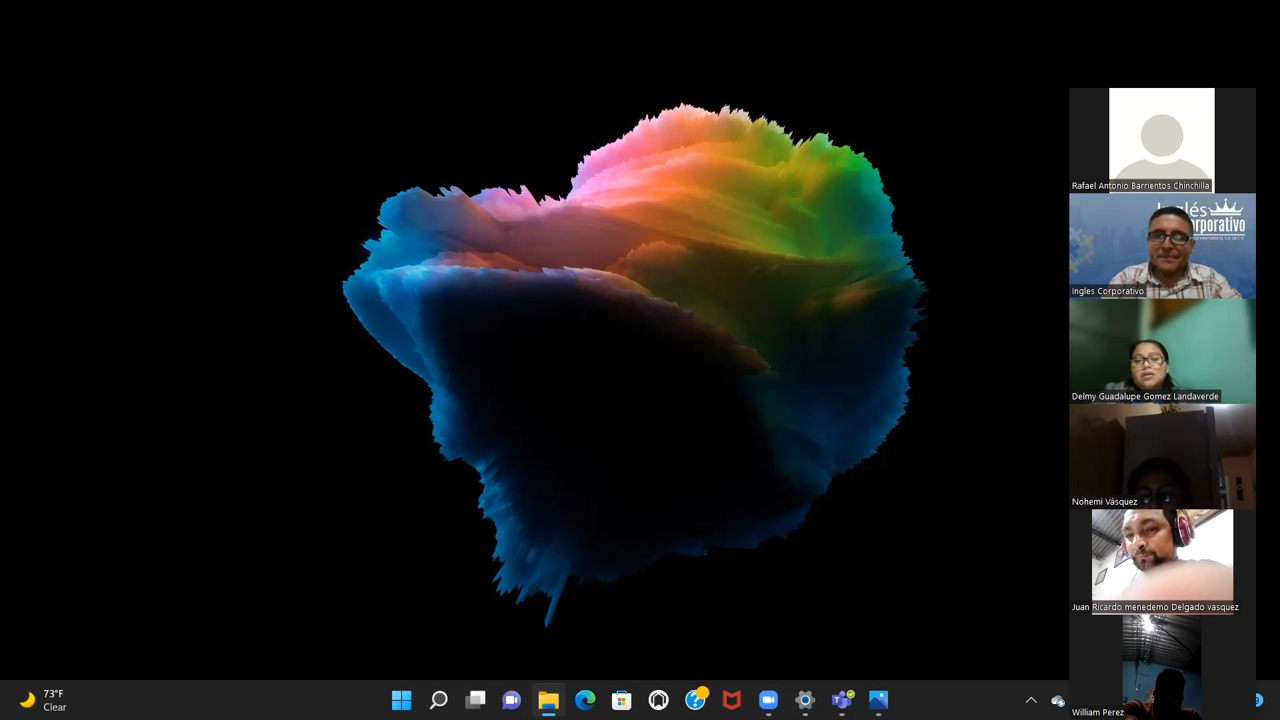 Rafael Antonio Barrientos Chinchilla
Inglés
Corporativo
Ingles Corporativo
Delmy Guadalupe Gomez Landaverde
Nohemi Vásquez
Juan Ricardo menedemo Delgado vasquez
William Perez
73°F
Clear